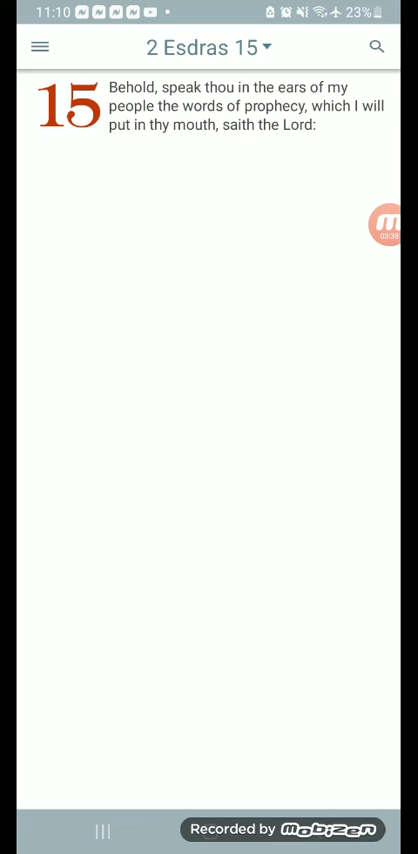 11:10 23%
2 Esdras 15
15 Behold, speak thou in the ears of my
people the words of prophecy, which I will
put in thy mouth, saith the Lord:
03:38
Recorded by mobizen